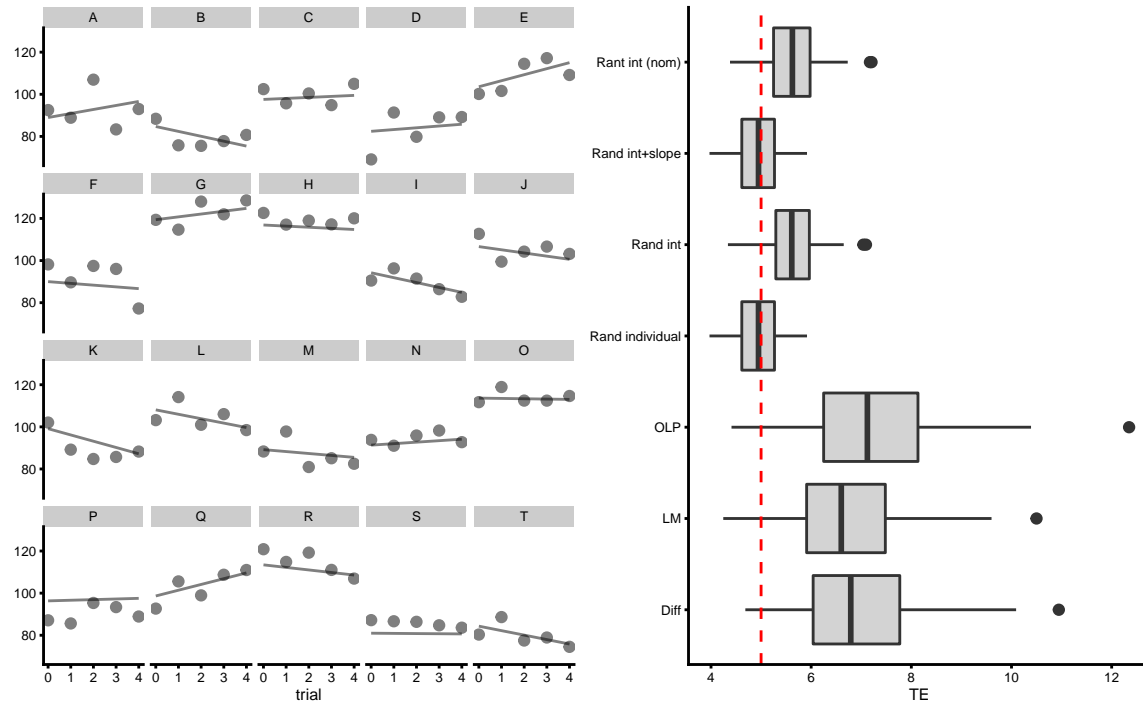 A B C D E
120
100
80
F G H I J
120
100
80
K L M N O
120
100
80
P Q R S T
120
100
80
0 1 2 3 4 0 1 2 3 4 0 1 2 3 4 0 1 2 3 4 0 1 2 3 4
trial
Rant int (nom)
Rand int+slope
Rand int
Rand individual
OLP
LM
Diff
4 6 8 10 12
TE